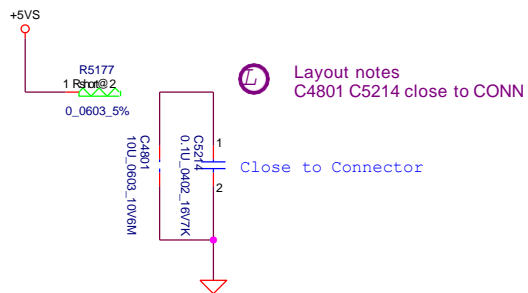 +5VS
R5177
1 Rshort@ 2
0_0603_5%
L Layout notes
C4801 C5214 close to CONN
C4801
10U_0603_10V6M
C5214
0.1U_0402_16V7K
1
2
Close to Connector